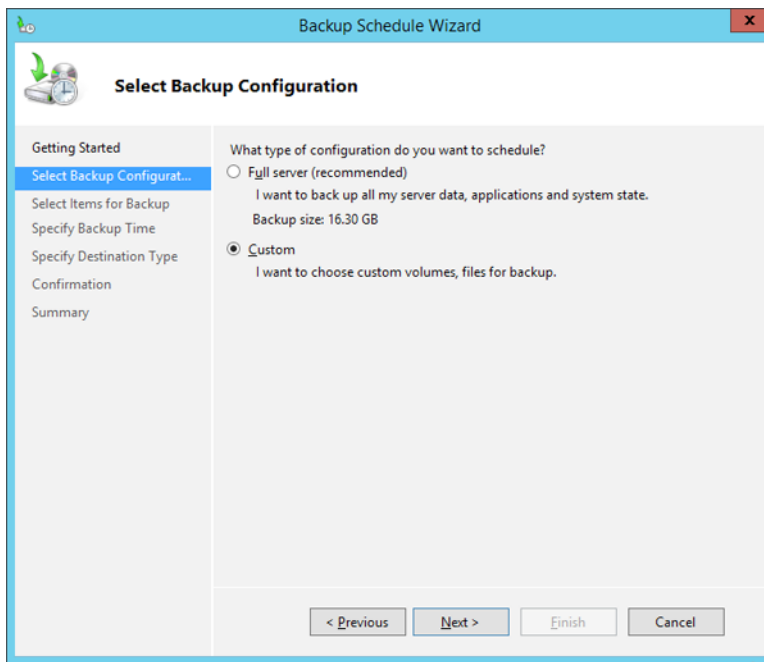 Backup Schedule Wizard
x
Select Backup Configuration
Getting Started
Select Backup Configurat...
Select Items for Backup
Specify Backup Time
Specify Destination Type
Confirmation
Summary
What type of configuration do you want to schedule?
Full server (recommended)
I want to back up all my server data, applications and system state.
Backup size: 16.30 GB
Custom
I want to choose custom volumes, files for backup.
< Previous
Next >
Finish
Cancel